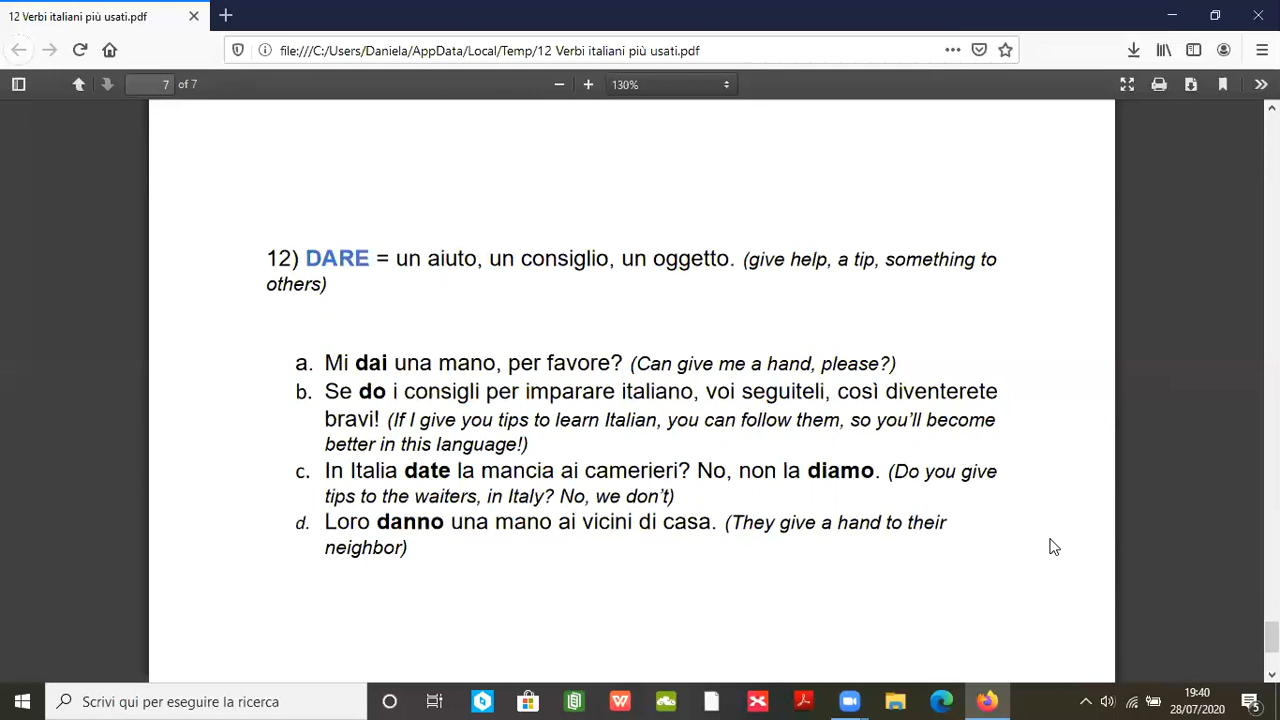 12 Verbi italiani più usati.pdf
file:///C:/Users/Daniela/AppData/Local/Temp/12 Verbi italiani più usati.pdf
7 of 7
130%
12) DARE = un aiuto, un consiglio, un oggetto. (give help, a tip, something to
others)
a. Mi dai una mano, per favore? (Can give me a hand, please?)
b. Se do i consigli per imparare italiano, voi seguiteli, così diventerete
bravi! (If I give you tips to learn Italian, you can follow them, so you’ll become
better in this language!)
c. In Italia date la mancia ai camerieri? No, non la diamo. (Do you give
tips to the waiters, in Italy? No, we don’t)
d. Loro danno una mano ai vicini di casa. (They give a hand to their
neighbor)
Scrivi qui per eseguire la ricerca
19:40
28/07/2020
5